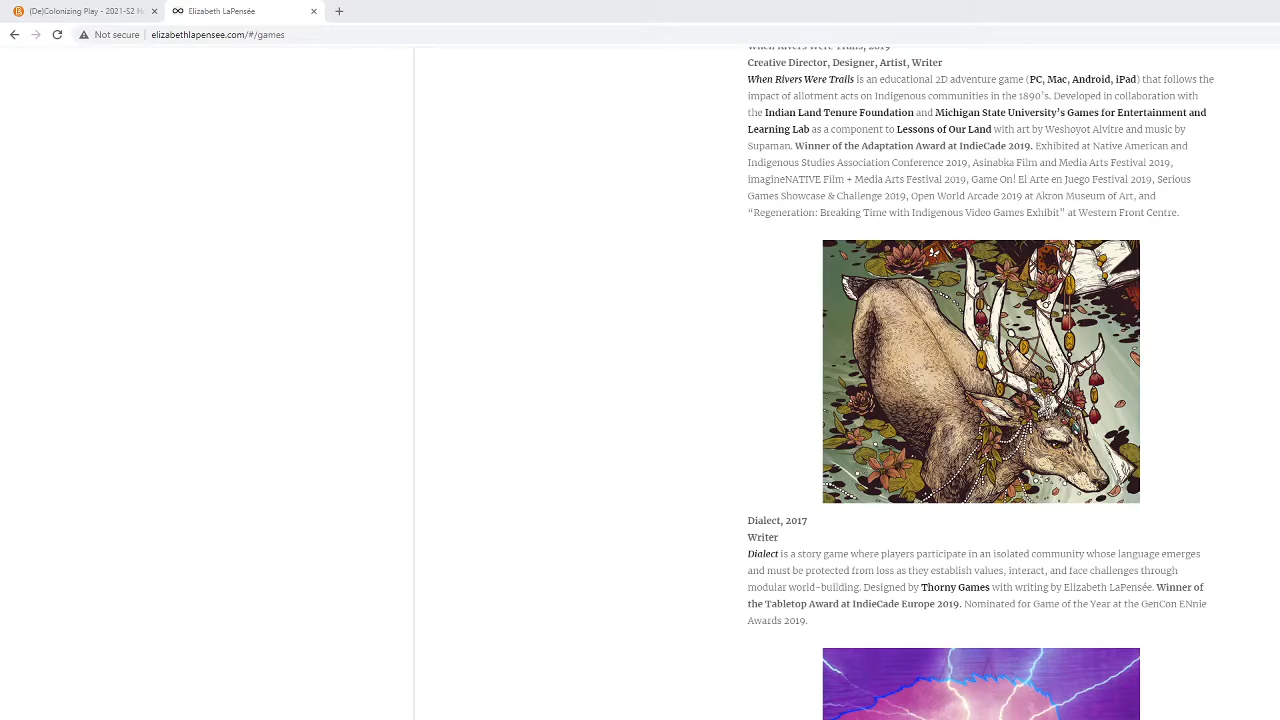 (De)Colonizing Play - 2021-S2 Ho
Elizabeth LaPensée
Not secure
elizabethlapensee.com/#/games
When Rivers Were Trails, 2019
Creative Director, Designer, Artist, Writer
When Rivers Were Trails is an educational 2D adventure game (PC, Mac, Android, iPad) that follows the
impact of allotment acts on Indigenous communities in the 1890’s. Developed in collaboration with
the Indian Land Tenure Foundation and Michigan State University’s Games for Entertainment and
Learning Lab as a component to Lessons of Our Land with art by Weshoyot Alvitre and music by
Supaman. Winner of the Adaptation Award at IndieCade 2019. Exhibited at Native American and
Indigenous Studies Association Conference 2019, Asinabka Film and Media Arts Festival 2019,
imagineNATIVE Film + Media Arts Festival 2019, Game On! El Arte en Juego Festival 2019, Serious
Games Showcase & Challenge 2019, Open World Arcade 2019 at Akron Museum of Art, and
“Regeneration: Breaking Time with Indigenous Video Games Exhibit” at Western Front Centre.
Dialect, 2017
Writer
Dialect is a story game where players participate in an isolated community whose language emerges
and must be protected from loss as they establish values, interact, and face challenges through
modular world-building. Designed by Thorny Games with writing by Elizabeth LaPensée. Winner of
the Tabletop Award at IndieCade Europe 2019. Nominated for Game of the Year at the GenCon ENnie
Awards 2019.